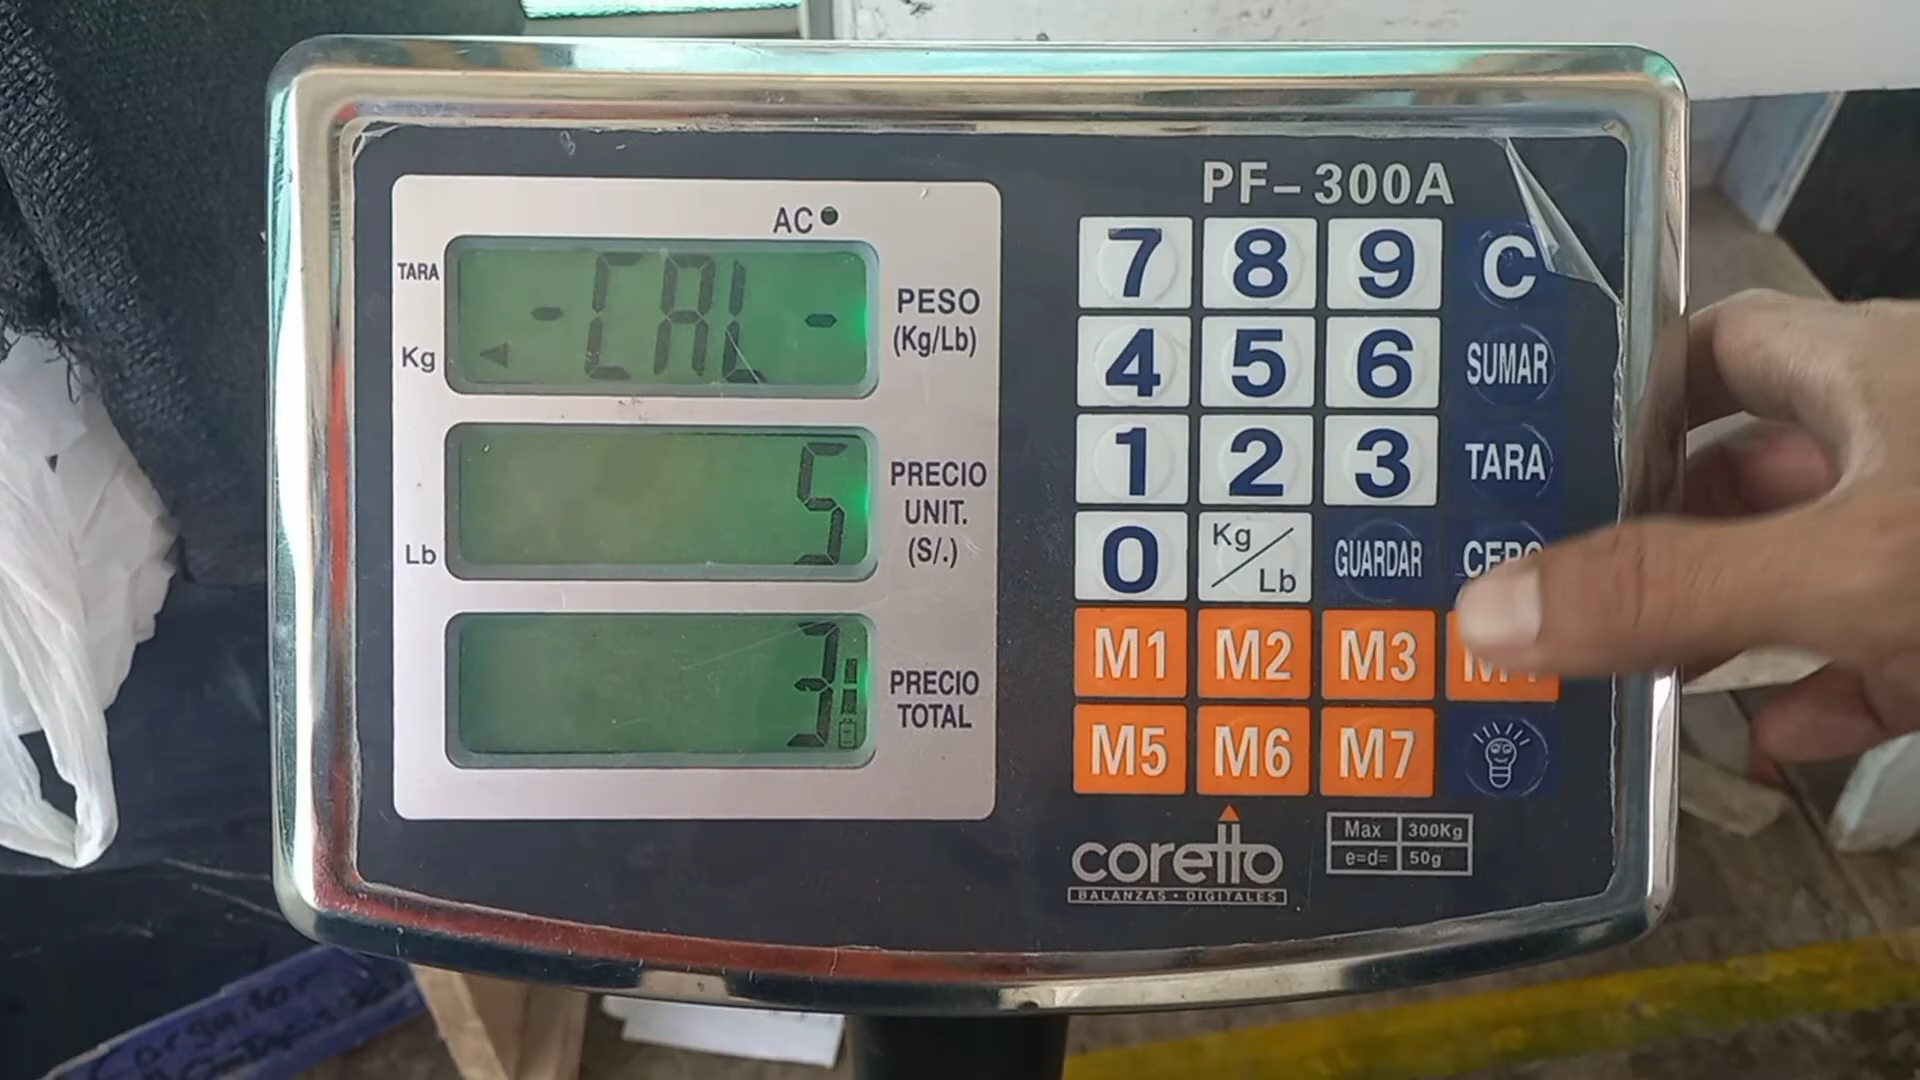 PF-300A
AC
TARA
-CAL-
PESO
(Kg/Lb)
Kg
5
PRECIO
UNIT.
(S/.)
Lb
3
PRECIO
TOTAL
7 8 9 C
4 5 6 SUMAR
1 2 3 TARA
0 Kg/Lb GUARDAR CERO
M1 M2 M3
M5 M6 M7
coretto
BALANZAS • DIGITALES
Max 300Kg
e=d= 50g